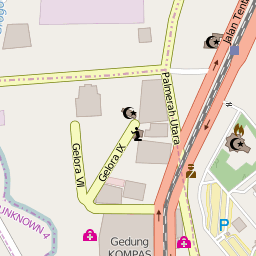 Jalan Tent
Palmerah Utara
Gelora IX
Gelora VII
UNKNOWN 4
P
Gedung
KOMPAS